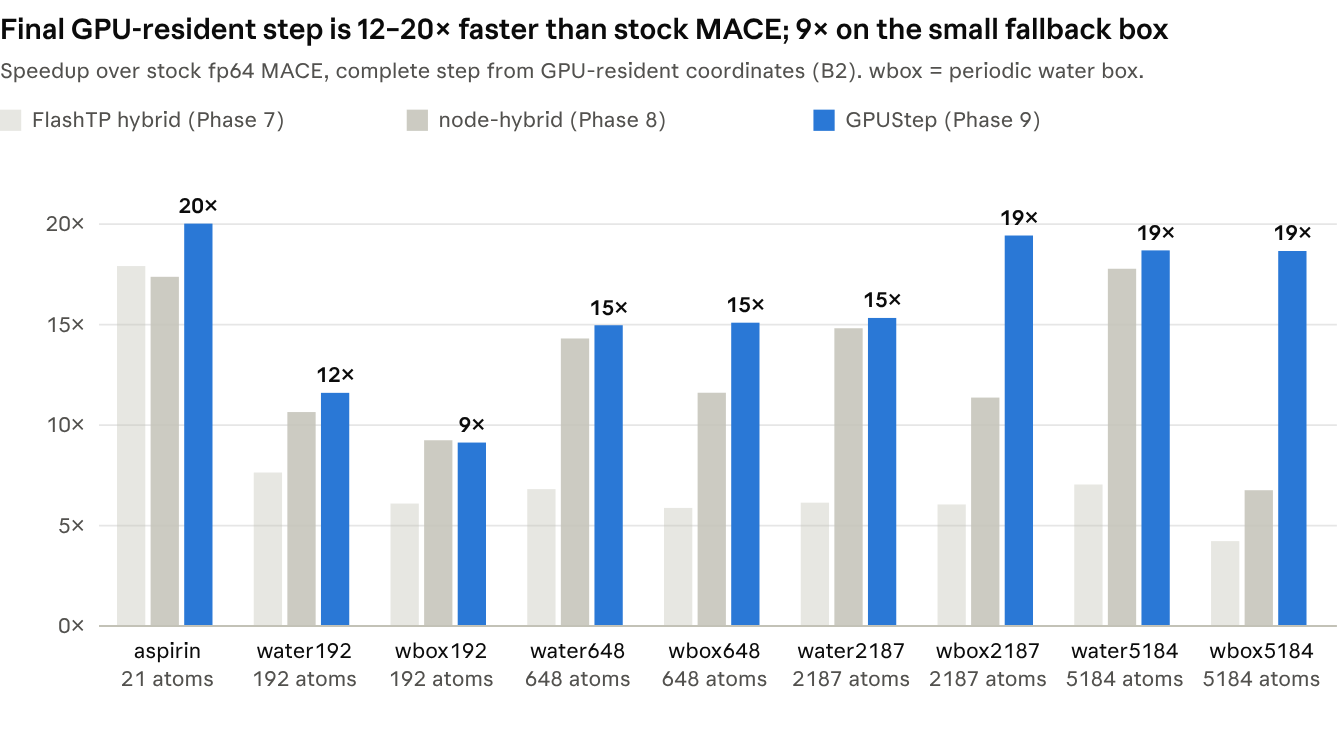 Final GPU-resident step is 12–20× faster than stock MACE; 9× on the small fallback box
Speedup over stock fp64 MACE, complete step from GPU-resident coordinates (B2). wbox = periodic water box.
FlashTP hybrid (Phase 7) node-hybrid (Phase 8) GPUStep (Phase 9)
20×
15×
10×
5×
0×
20×
12×
9×
15×
15×
15×
19×
19×
19×
aspirin water192 wbox192 water648 wbox648 water2187 wbox2187 water5184 wbox5184
21 atoms 192 atoms 192 atoms 648 atoms 648 atoms 2187 atoms 2187 atoms 5184 atoms 5184 atoms